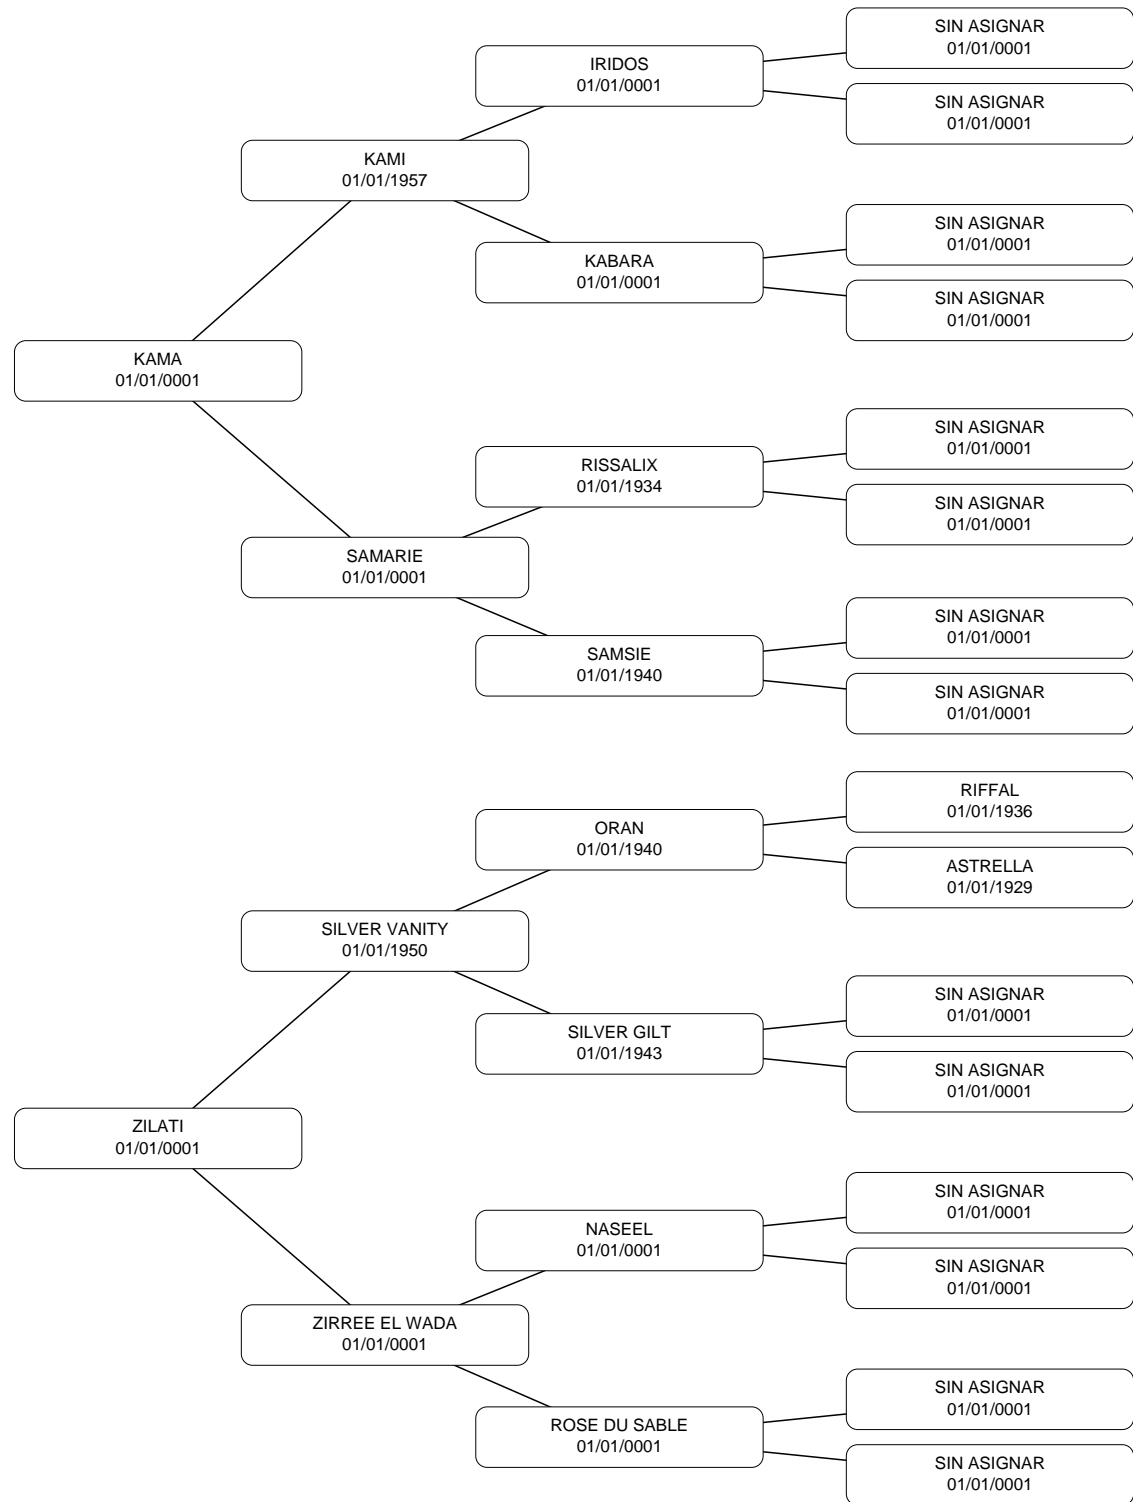 SIN ASIGNAR
01/01/0001
IRIDOS
01/01/0001
SIN ASIGNAR
01/01/0001
KAMI
01/01/1957
SIN ASIGNAR
01/01/0001
KABARA
01/01/0001
SIN ASIGNAR
01/01/0001
KAMA
01/01/0001
SIN ASIGNAR
01/01/0001
RISSALIX
01/01/1934
SIN ASIGNAR
01/01/0001
SAMARIE
01/01/0001
SIN ASIGNAR
01/01/0001
SAMSIE
01/01/1940
SIN ASIGNAR
01/01/0001
RIFFAL
01/01/1936
ORAN
01/01/1940
ASTRELLA
01/01/1929
SILVER VANITY
01/01/1950
SIN ASIGNAR
01/01/0001
SILVER GILT
01/01/1943
SIN ASIGNAR
01/01/0001
ZILATI
01/01/0001
SIN ASIGNAR
01/01/0001
NASEEL
01/01/0001
SIN ASIGNAR
01/01/0001
ZIRREE EL WADA
01/01/0001
SIN ASIGNAR
01/01/0001
ROSE DU SABLE
01/01/0001
SIN ASIGNAR
01/01/0001